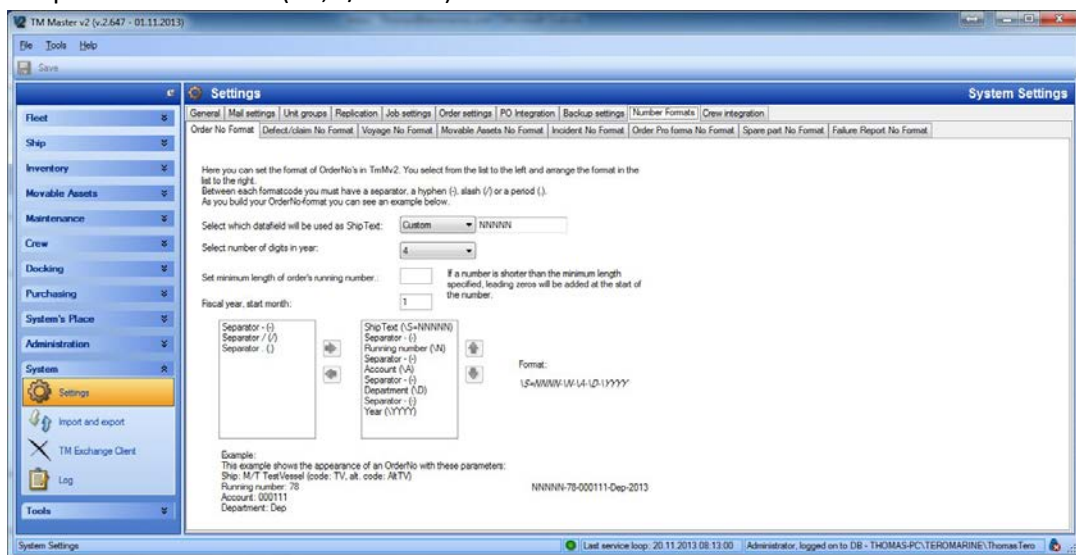 TM Master v2 (v.2.647 - 01.11.2013)
File Tools Help
Save
Settings
System Settings
Fleet
Ship
Inventory
Movable Assets
Maintenance
Crew
Docking
Purchasing
System's Place
Administration
System
Settings
Import and export
TM Exchange Client
Log
Tools
General Mail settings Unit groups Replication Job settings Order settings PO Integration Backup settings Number Formats Crew integration
Order No Format Defect/claim No Format Voyage No Format Movable Assets No Format Incident No Format Order Pro forma No Format Spare part No Format Failure Report No Format
Here you can set the format of OrderNo's in TmMv2. You select from the list to the left and arrange the format in the
list to the right.
Between each formatcode you must have a separator, a hyphen (-), slash (/) or a period (.).
As you build your OrderNo-format you can see an example below.
Select which datafield will be used as ShipText: Custom NNNNN
Select number of digits in year: 4
Set minimum length of order's running number.:
If a number is shorter than the minimum length
specified, leading zeros will be added at the start of
the number.
Fiscal year, start month: 1
Separator - (-)
Separator / (/)
Separator . (.)
ShipText (\S=NNNNN)
Separator - (-)
Running number (\N)
Separator - (-)
Account (\A)
Separator - (-)
Department (\D)
Separator - (-)
Year (\YYYY)
Format:
\S=NNNNN-\N-\A-\D-\YYYY
Example:
This example shows the appearance of an OrderNo with these parameters:
Ship: M/T TestVessel (code: TV, alt. code: AltTV)
Running number: 78
Account: 000111
Department: Dep
NNNNN-78-000111-Dep-2013
System Settings
Last service loop: 20.11.2013 08:13:00
Administrator, logged on to DB - THOMAS-PC\TEROMARINE\ThomasTero